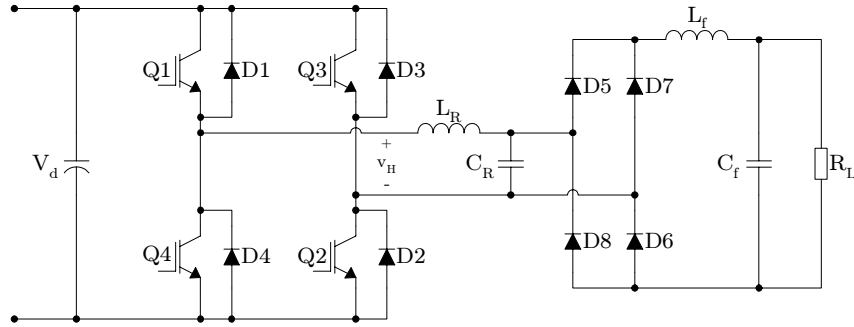 L_f
Q1 D1 Q3 D3 D5 D7
L_R
+
V_d v_H C_R C_f R_L
-
Q4 D4 Q2 D2 D8 D6